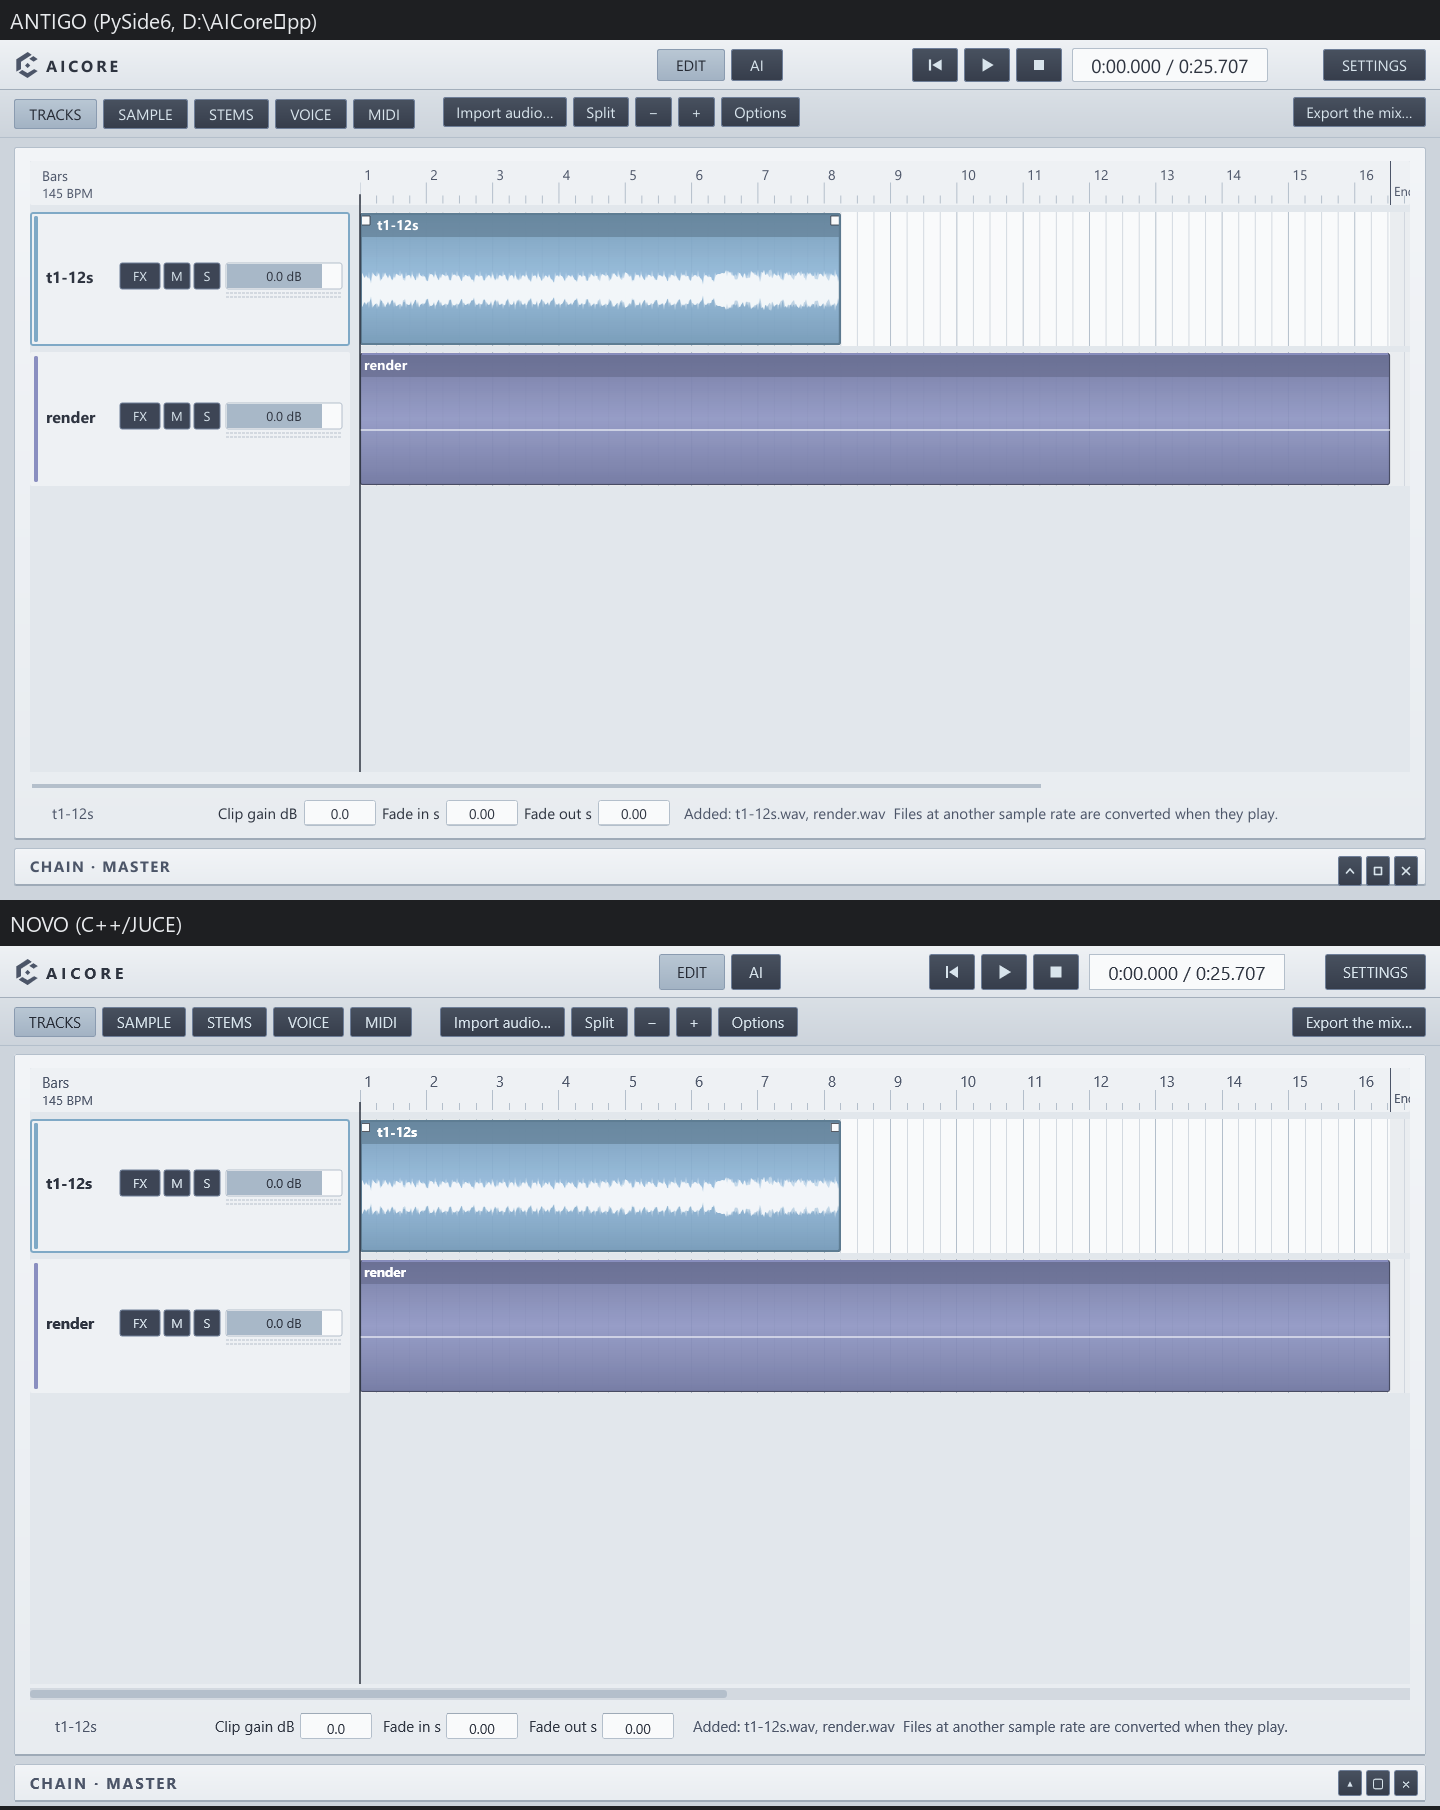 ANTIGO (PySide6, D:\AICore▯pp)
AICORE EDIT AI 0:00.000 / 0:25.707 SETTINGS
TRACKS SAMPLE STEMS VOICE MIDI Import audio... Split − + Options Export the mix...
Bars 1 2 3 4 5 6 7 8 9 10 11 12 13 14 15 16
145 BPM End
t1-12s
t1-12s FX M S 0.0 dB
render
render FX M S 0.0 dB
t1-12s Clip gain dB 0.0 Fade in s 0.00 Fade out s 0.00 Added: t1-12s.wav, render.wav Files at another sample rate are converted when they play.
CHAIN · MASTER
NOVO (C++/JUCE)
AICORE EDIT AI 0:00.000 / 0:25.707 SETTINGS
TRACKS SAMPLE STEMS VOICE MIDI Import audio... Split − + Options Export the mix...
Bars 1 2 3 4 5 6 7 8 9 10 11 12 13 14 15 16
145 BPM End
t1-12s
t1-12s FX M S 0.0 dB
render
render FX M S 0.0 dB
t1-12s Clip gain dB 0.0 Fade in s 0.00 Fade out s 0.00 Added: t1-12s.wav, render.wav Files at another sample rate are converted when they play.
CHAIN · MASTER